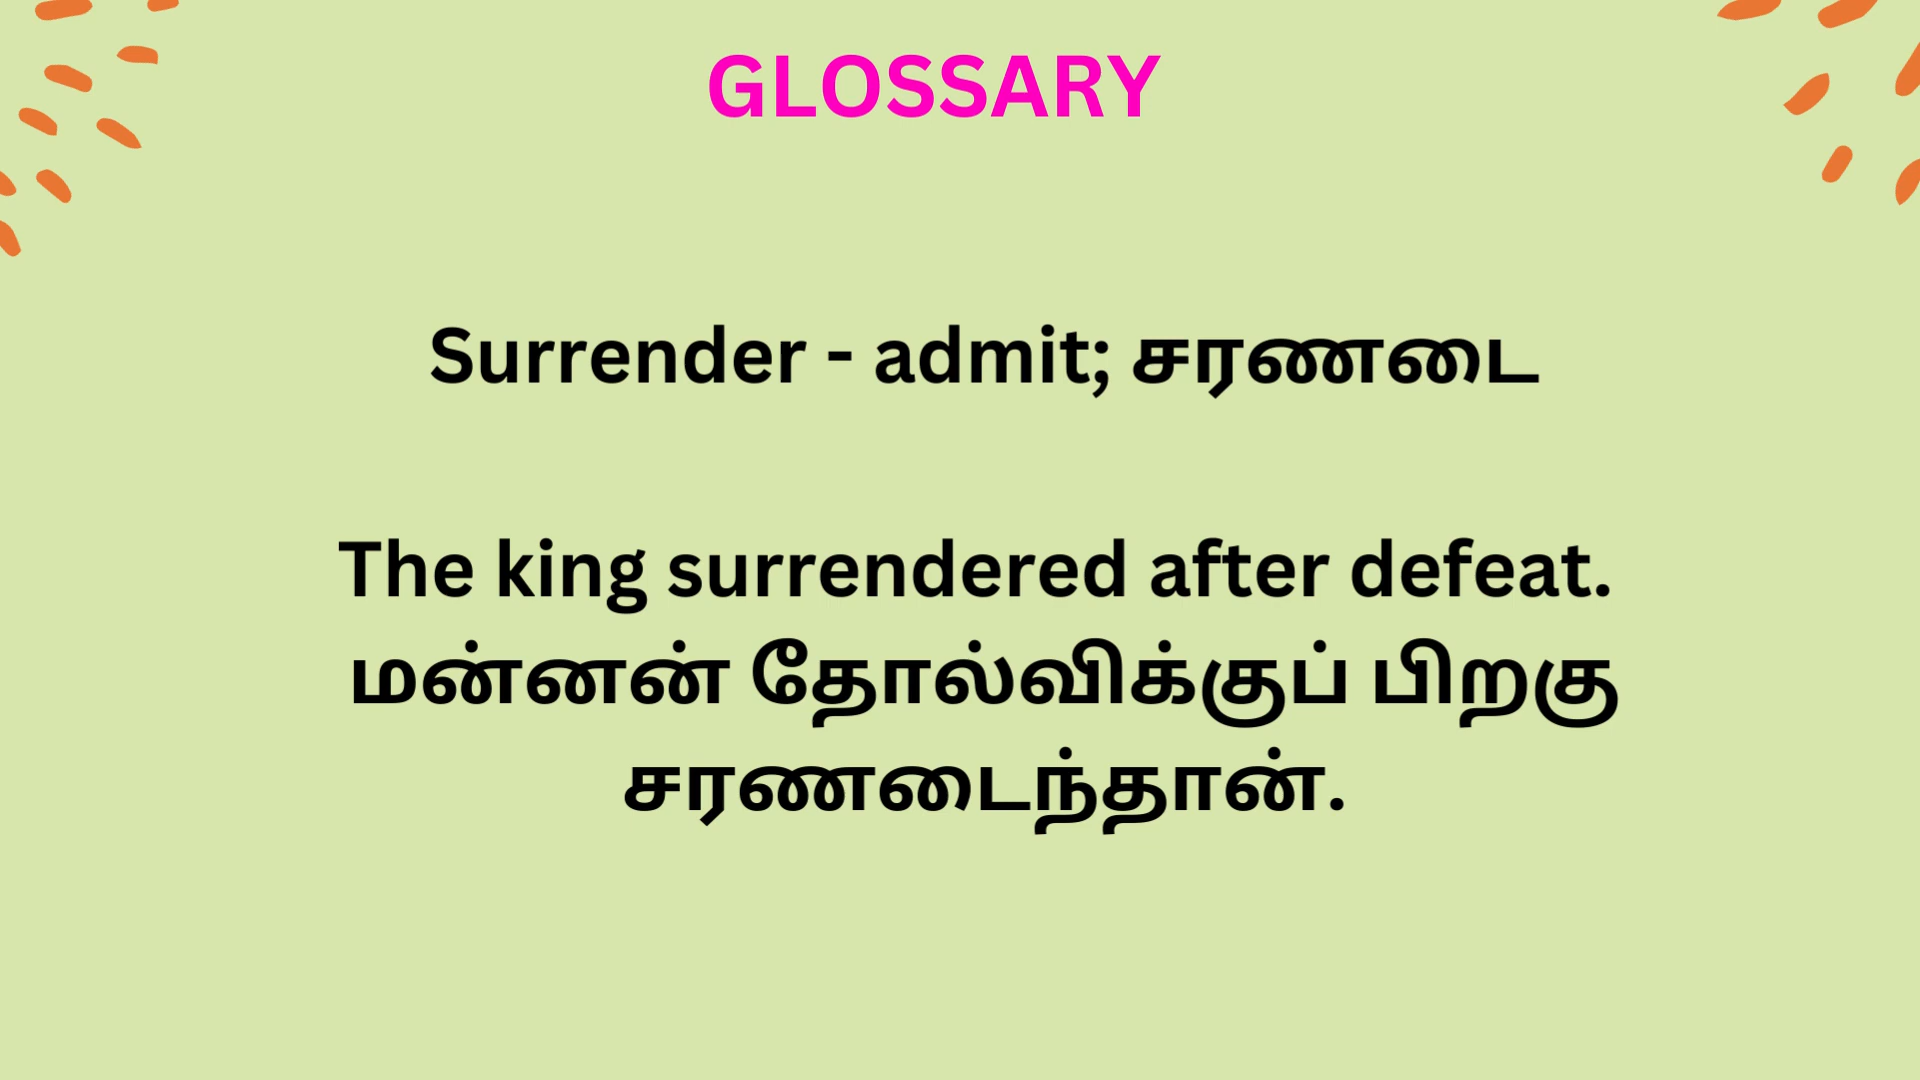 GLOSSARY
Surrender - admit; சரணடை
The king surrendered after defeat.
மன்னன் தோல்விக்குப் பிறகு
சரணடைந்தான்.